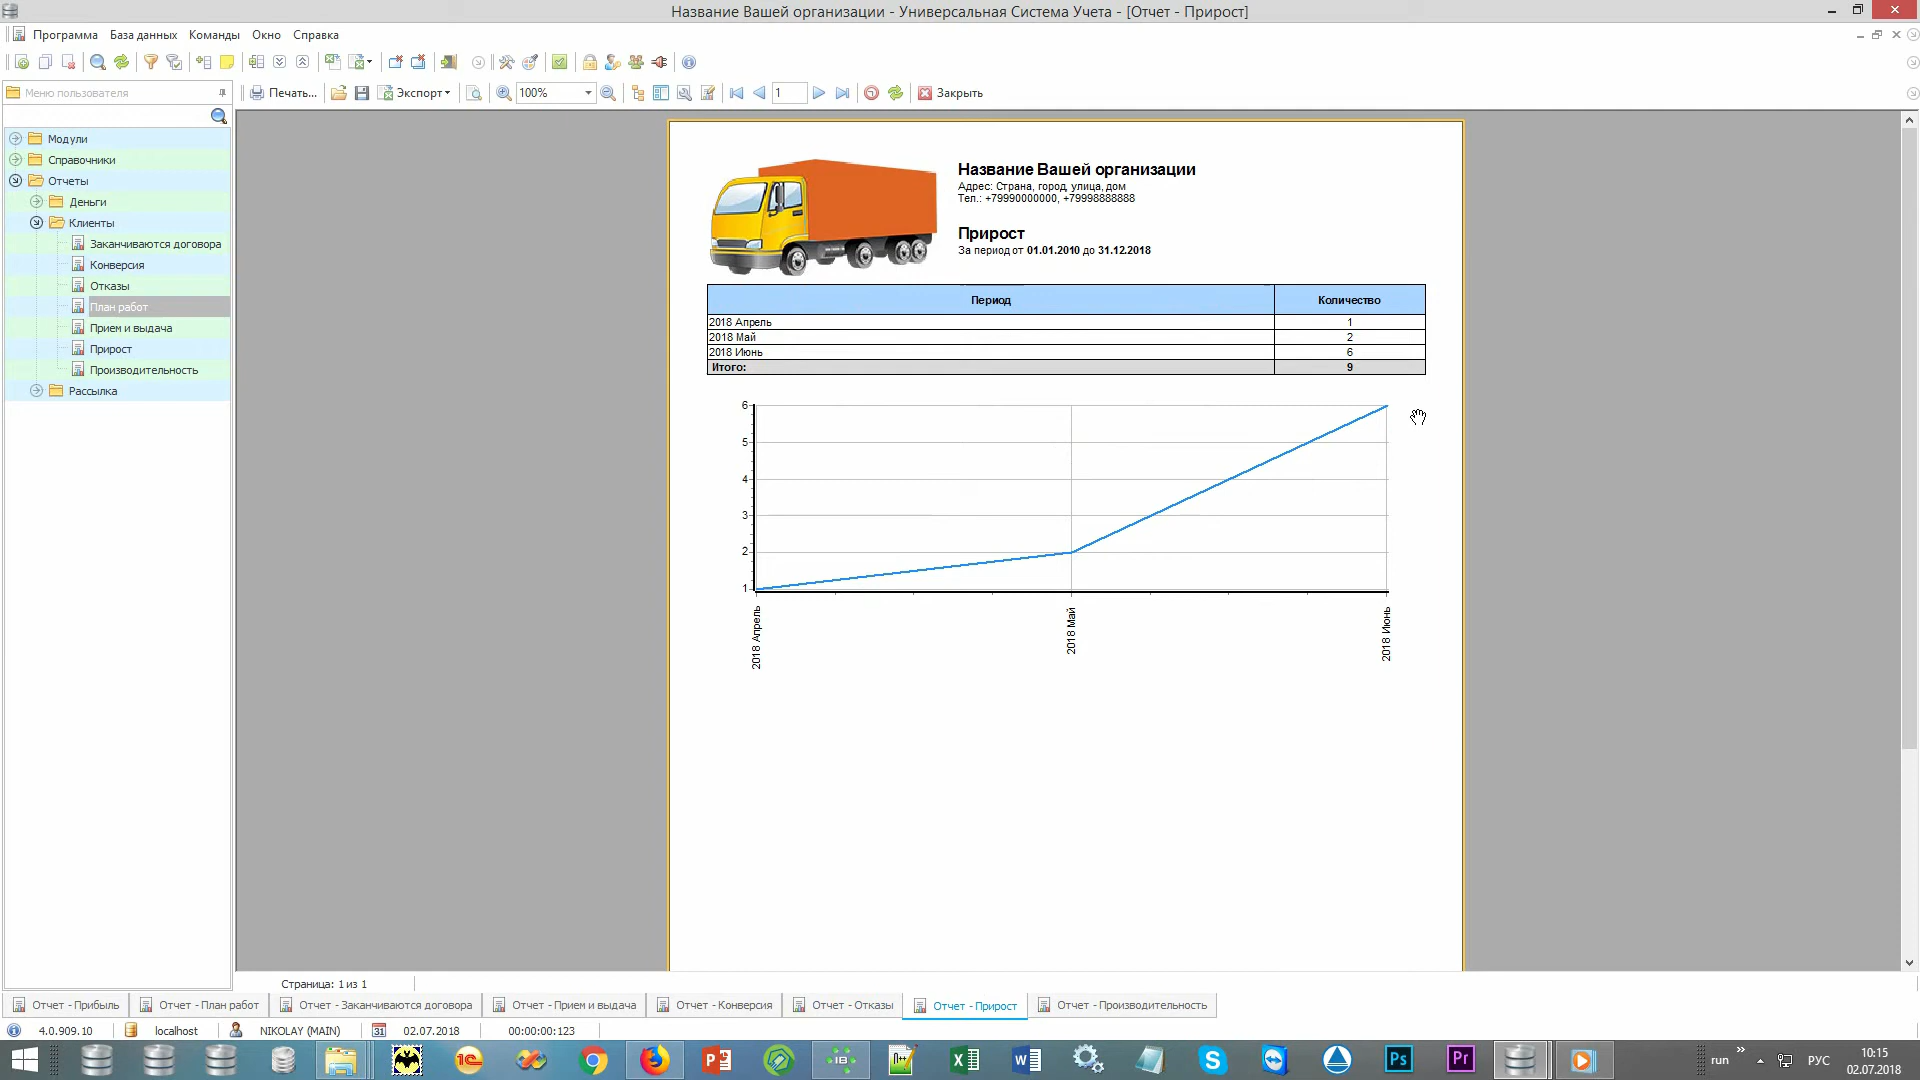 Название Вашей организации - Универсальная Система Учета - [Отчет - Прирост]
Программа База данных Команды Окно Справка
Меню пользователя
Печать... Экспорт 100% 1 Закрыть
Модули
Справочники
Отчеты
Деньги
Клиенты
Заканчиваются договора
Конверсия
Отказы
План работ
Прием и выдача
Прирост
Производительность
Рассылка
Название Вашей организации
Адрес: Страна, город, улица, дом
Тел.: +79990000000, +79998888888
Прирост
За период от 01.01.2010 до 31.12.2018
Период Количество
2018 Апрель 1
2018 Май 2
2018 Июнь 6
Итого: 9
6
5
4
3
2
1
2018 Апрель
2018 Май
2018 Июнь
Страница: 1 из 1
Отчет - Прибыль Отчет - План работ Отчет - Заканчиваются договора Отчет - Прием и выдача Отчет - Конверсия Отчет - Отказы Отчет - Прирост Отчет - Производительность
4.0.909.10 localhost NIKOLAY (MAIN) 31 02.07.2018 00:00:00:123
run РУС 10:15
02.07.2018